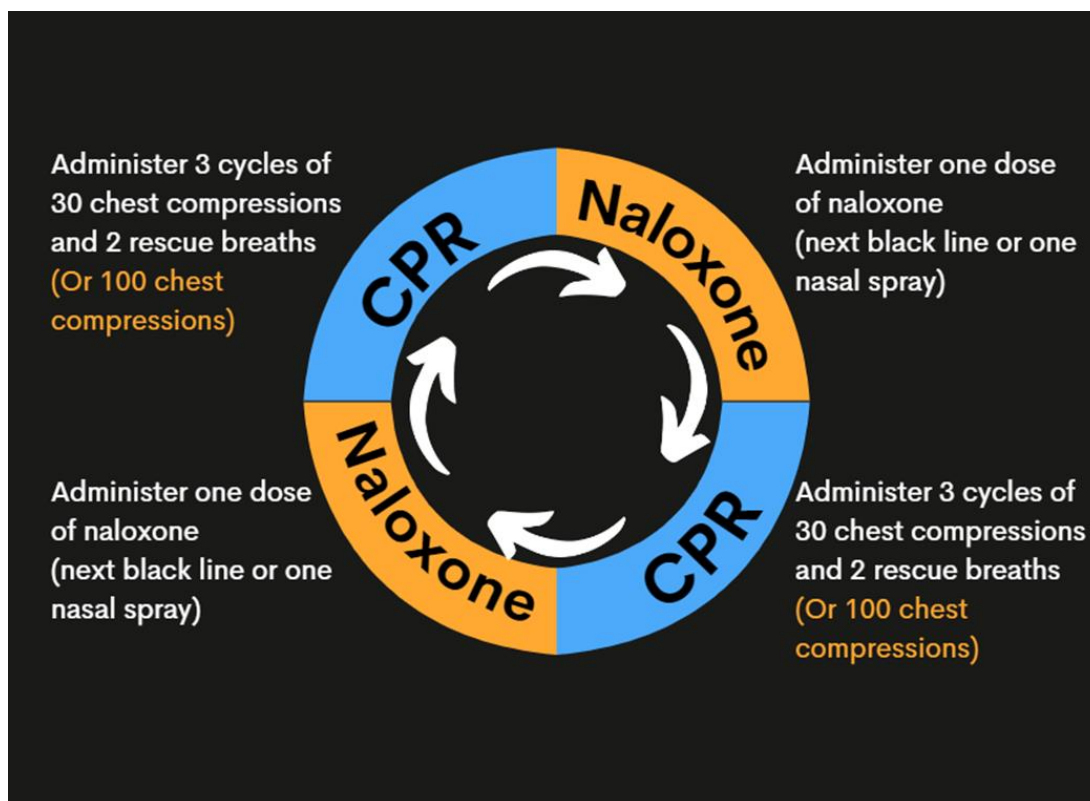 Administer 3 cycles of
30 chest compressions
and 2 rescue breaths
(Or 100 chest
compressions)
CPR
Naloxone
Administer one dose
of naloxone
(next black line or one
nasal spray)
Administer one dose
of naloxone
(next black line or one
nasal spray)
Naloxone
CPR
Administer 3 cycles of
30 chest compressions
and 2 rescue breaths
(Or 100 chest
compressions)